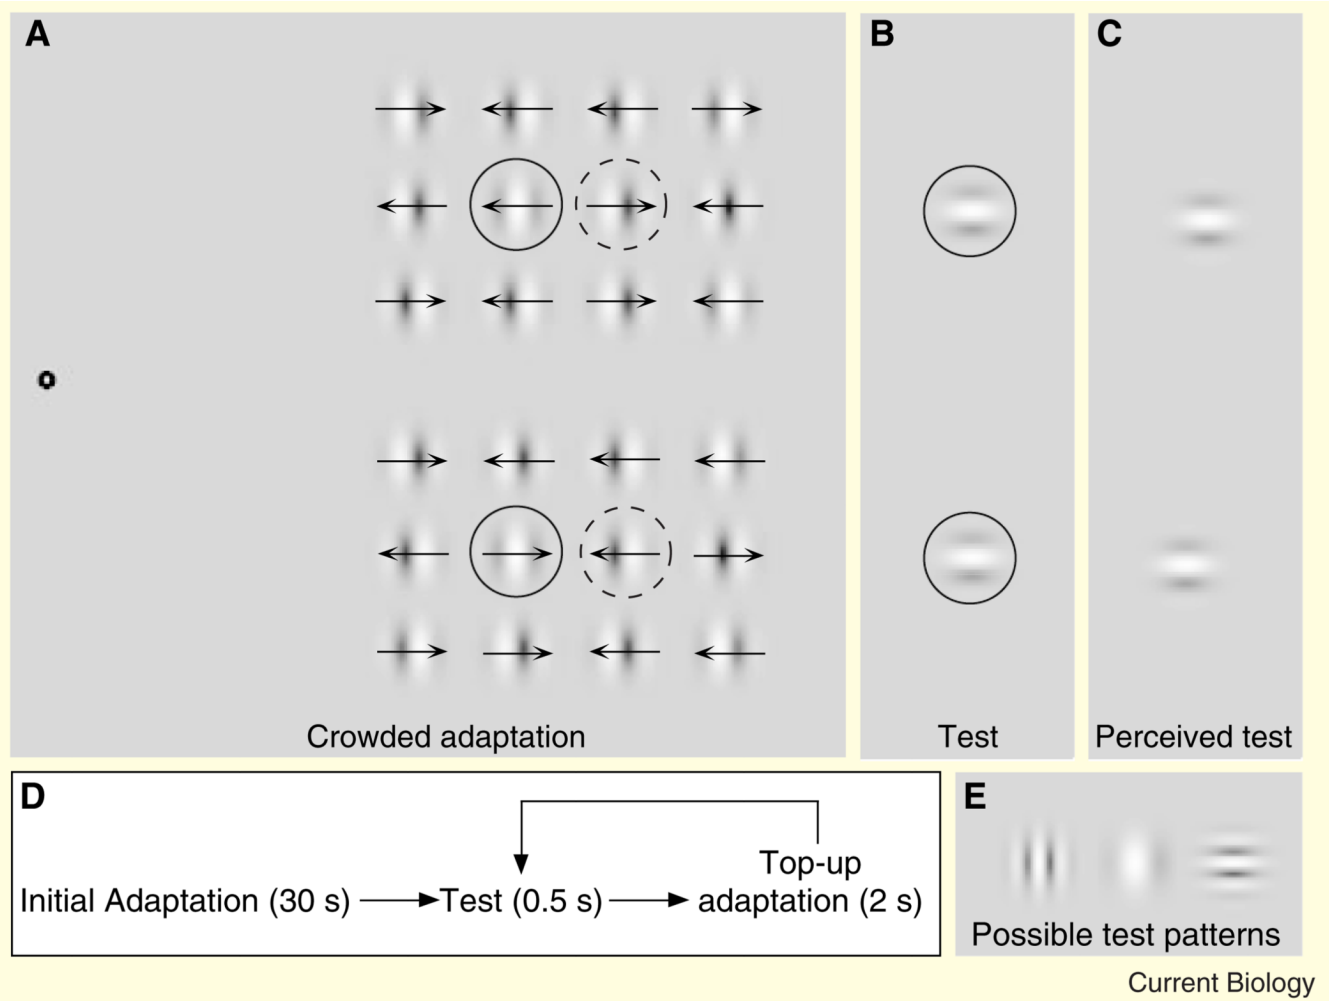 A
B
C
Crowded adaptation
Test
Perceived test
D
Top-up
Initial Adaptation (30 s)
Test (0.5 s)
adaptation (2 s)
E
Possible test patterns
Current Biology